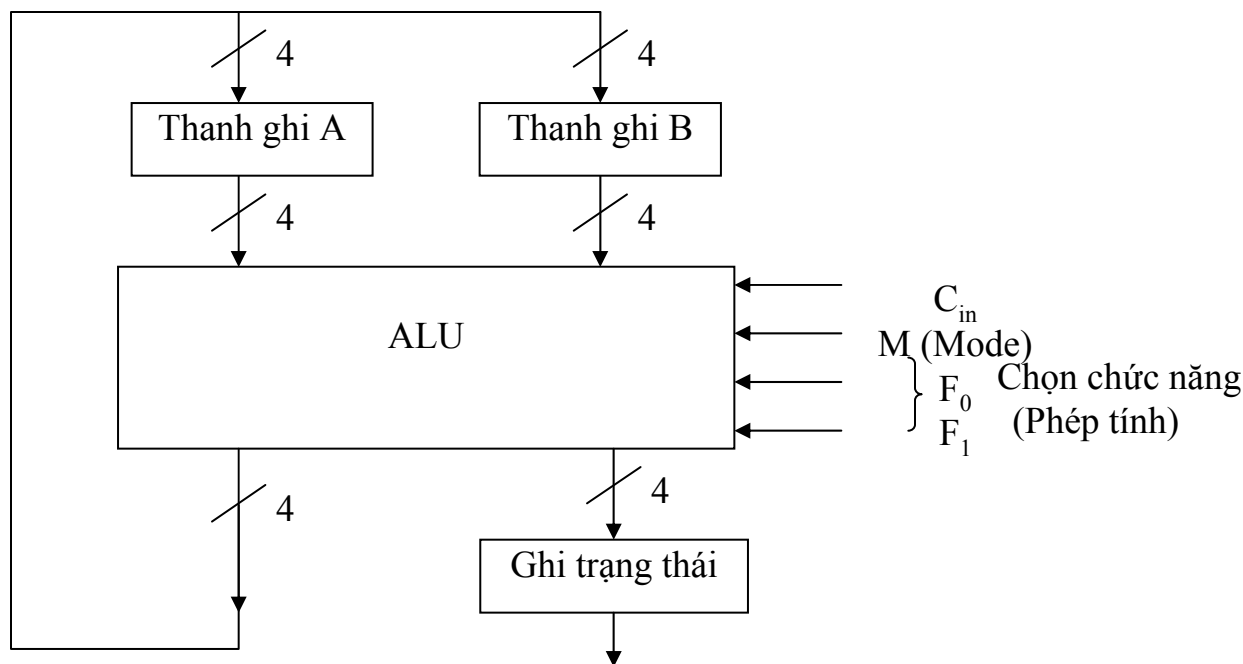 4
4
Thanh ghi A
Thanh ghi B
4
4
ALU
C_in
M (Mode)
F_0
Chọn chức năng
(Phép tính)
F_1
4
4
Ghi trạng thái